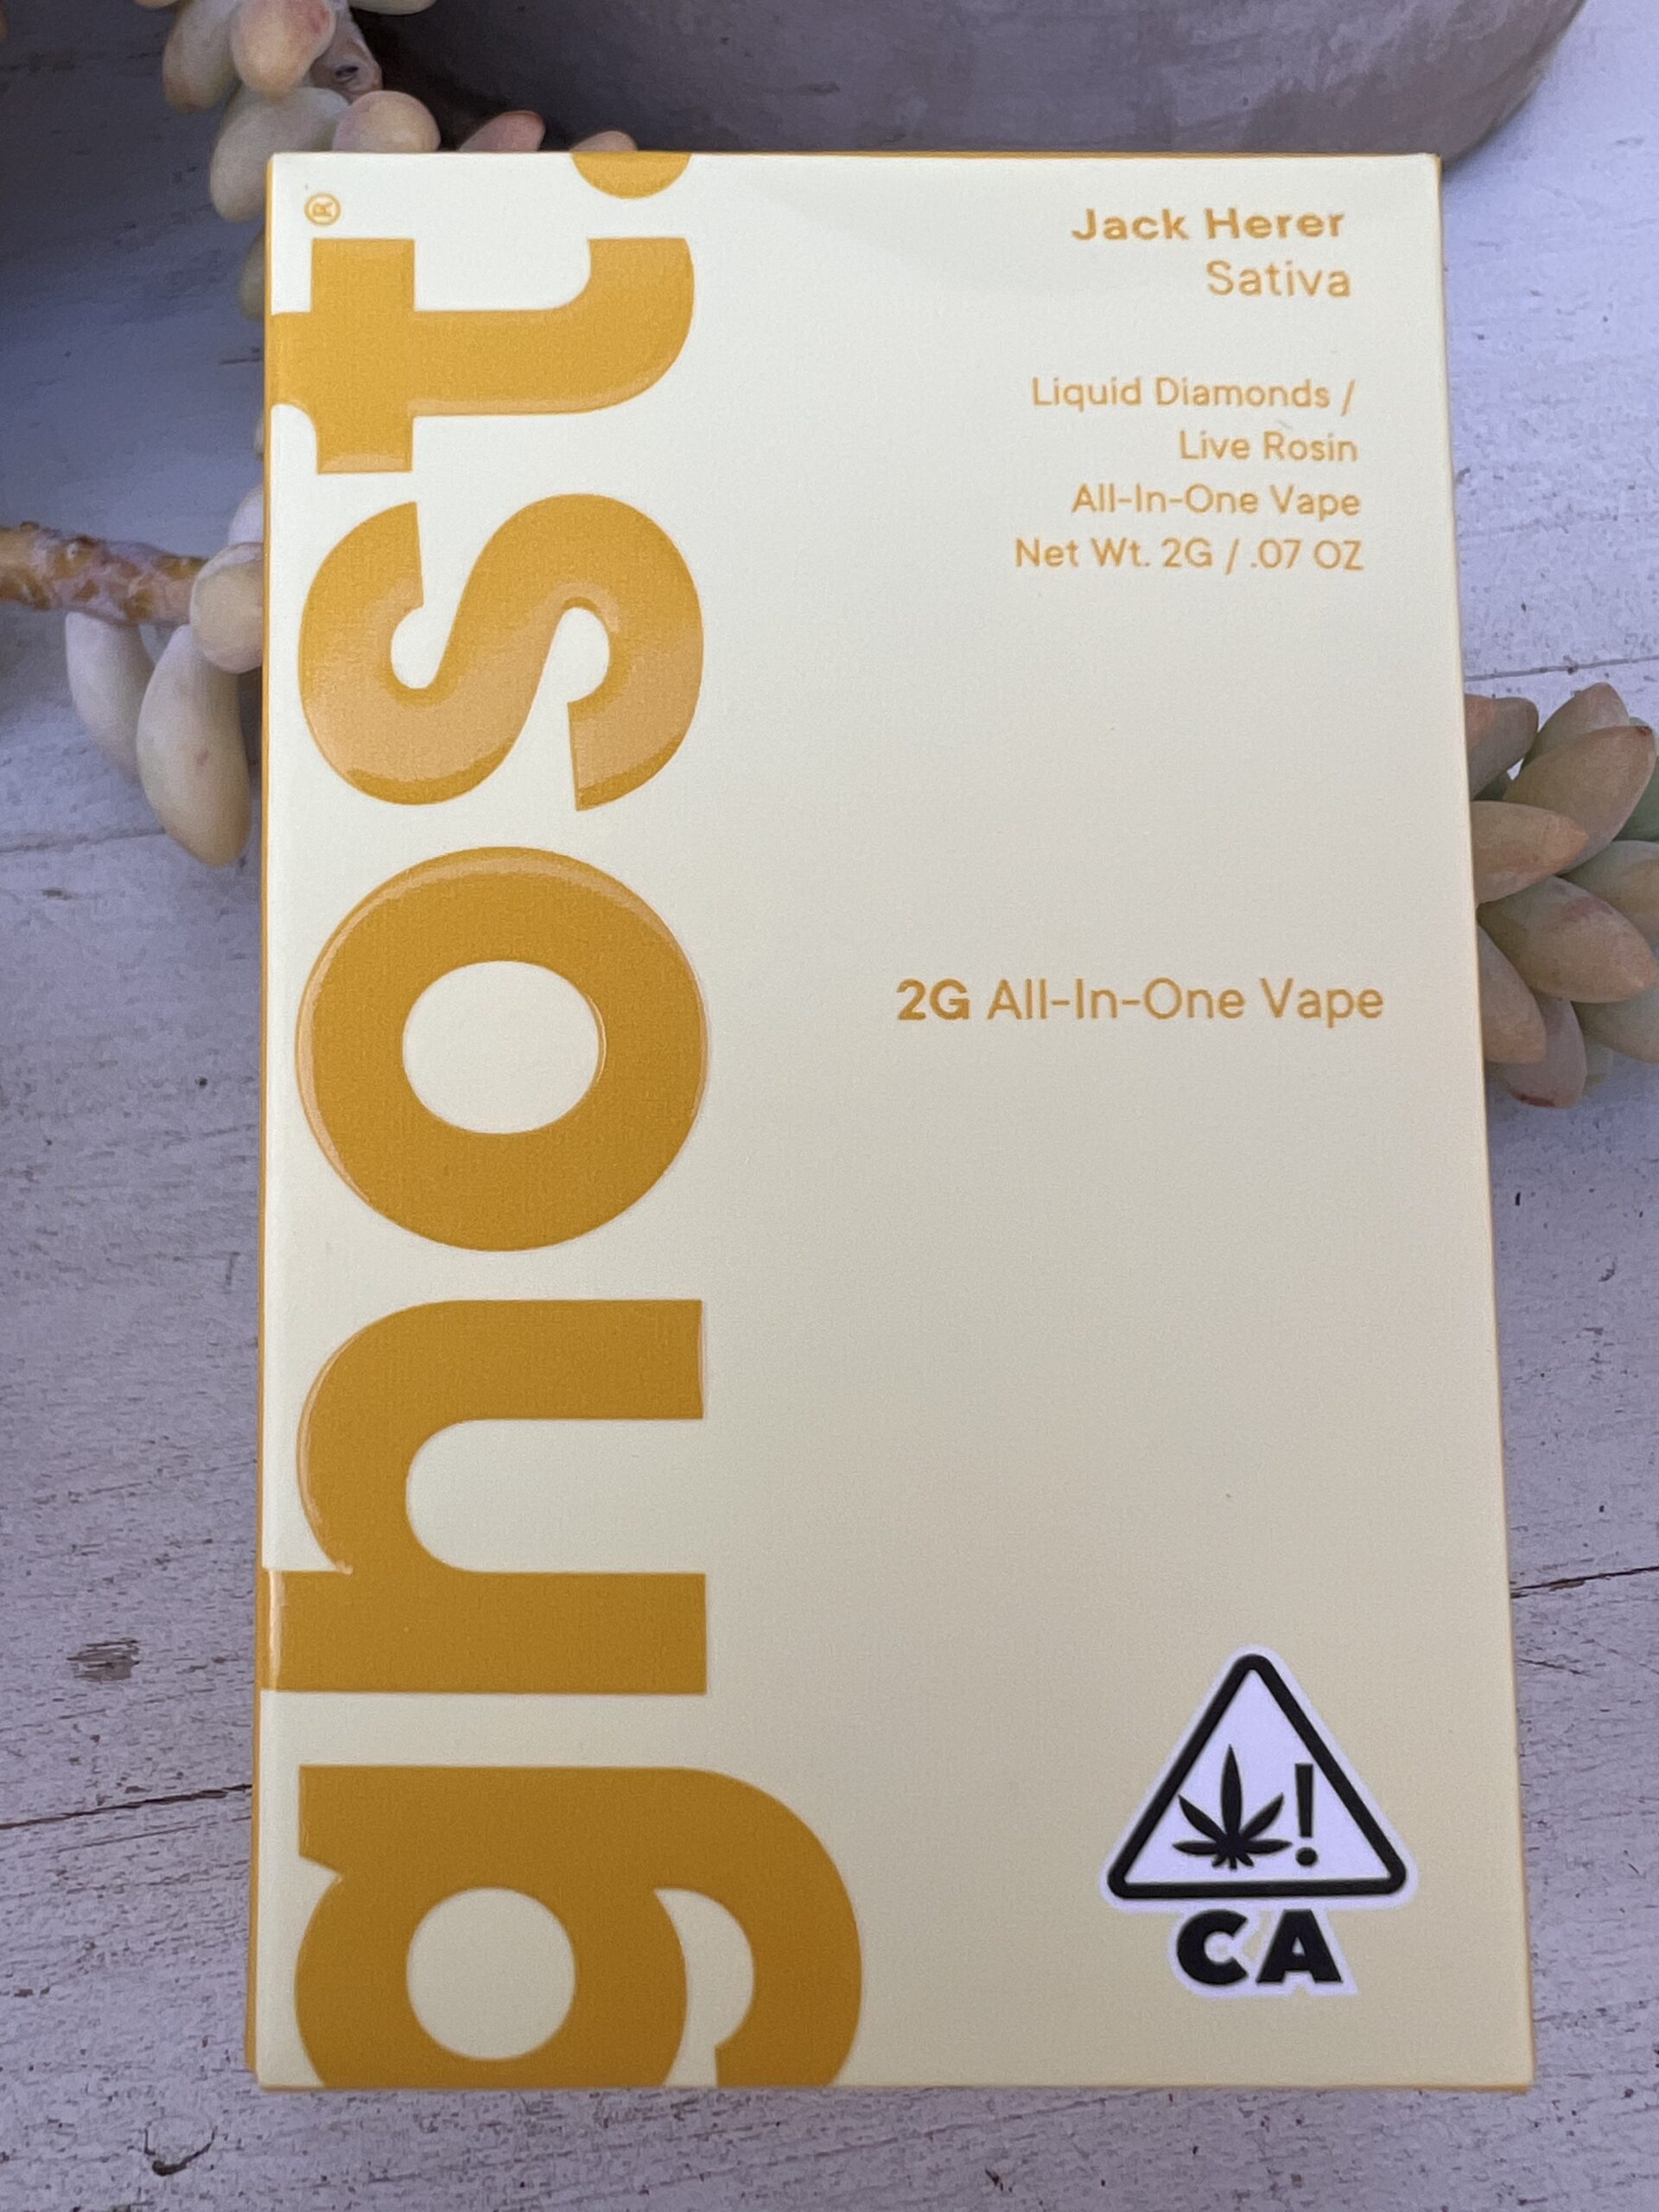 ghost.®
Jack Herer
Sativa
Liquid Diamonds /
Live Rosin
All-In-One Vape
Net Wt. 2G / .07 OZ
2G All-In-One Vape
!
CA